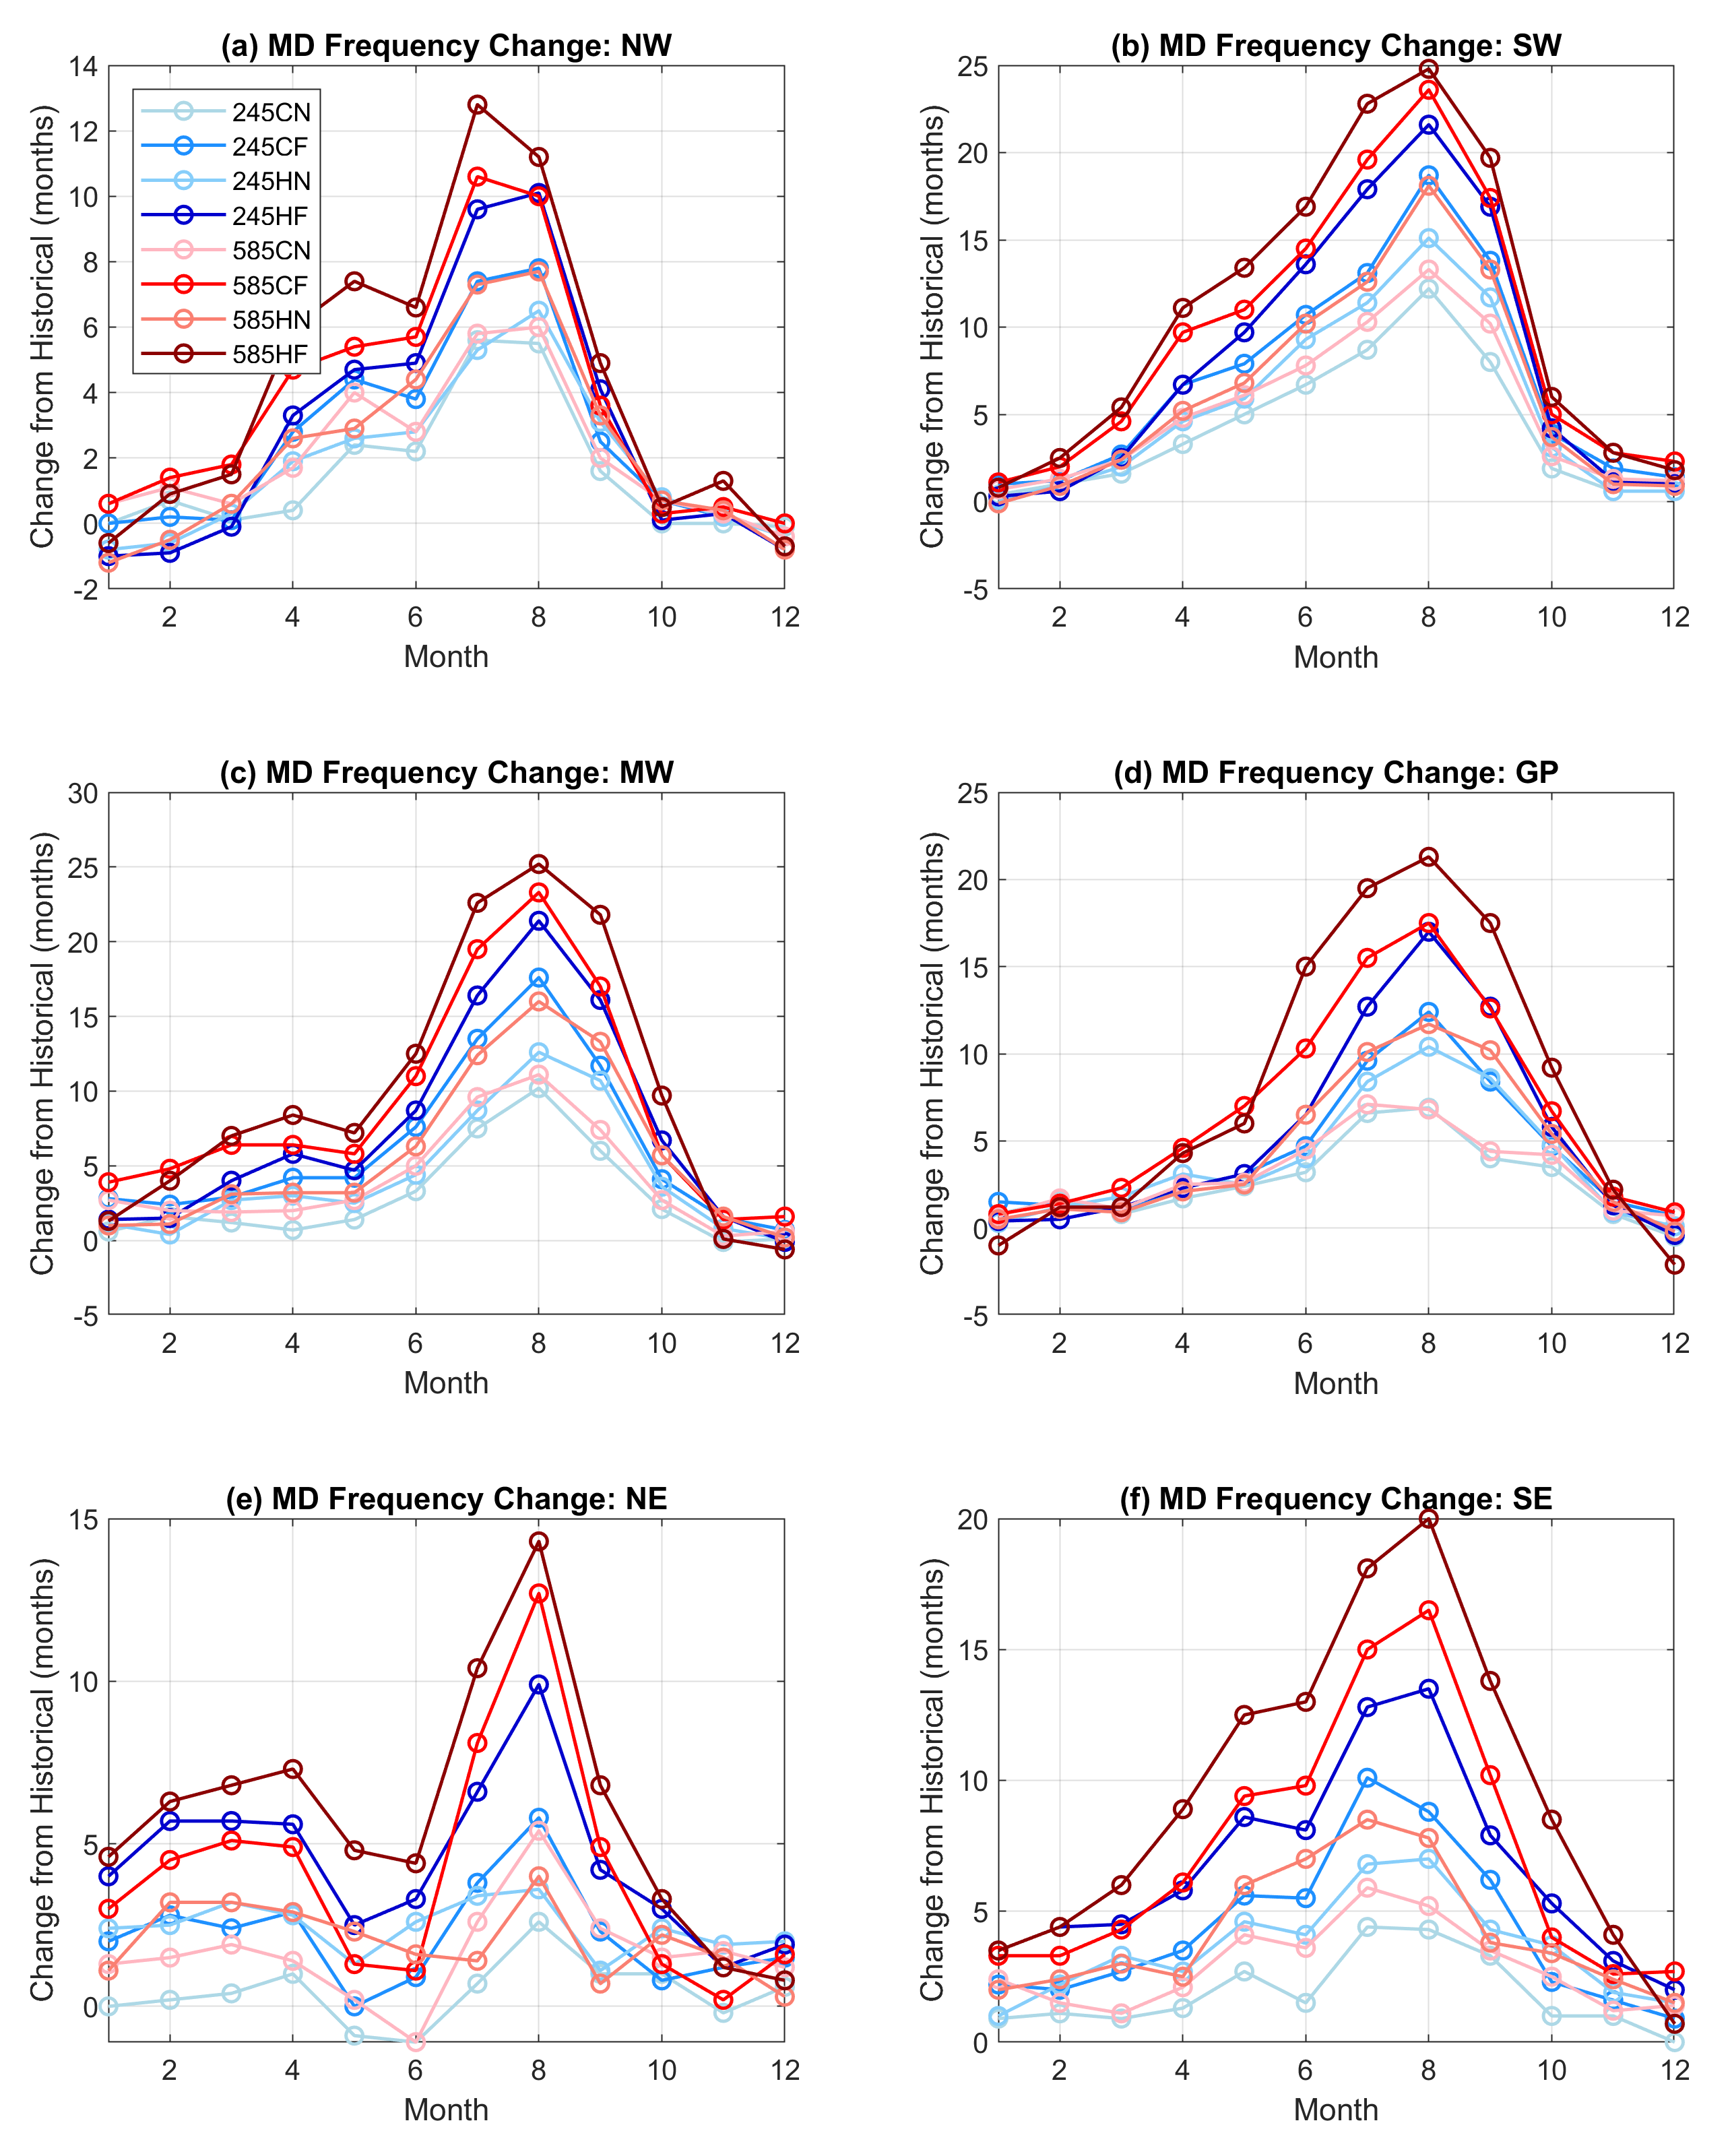 (a) MD Frequency Change: NW
14
12
10
8
6
4
2
0
-2
Change from Historical (months)
245CN
245CF
245HN
245HF
585CN
585CF
585HN
585HF
2 4 6 8 10 12
Month
(b) MD Frequency Change: SW
25
20
15
10
5
0
-5
Change from Historical (months)
2 4 6 8 10 12
Month
(c) MD Frequency Change: MW
30
25
20
15
10
5
0
-5
Change from Historical (months)
2 4 6 8 10 12
Month
(d) MD Frequency Change: GP
25
20
15
10
5
0
-5
Change from Historical (months)
2 4 6 8 10 12
Month
(e) MD Frequency Change: NE
15
10
5
0
Change from Historical (months)
2 4 6 8 10 12
Month
(f) MD Frequency Change: SE
20
15
10
5
0
Change from Historical (months)
2 4 6 8 10 12
Month